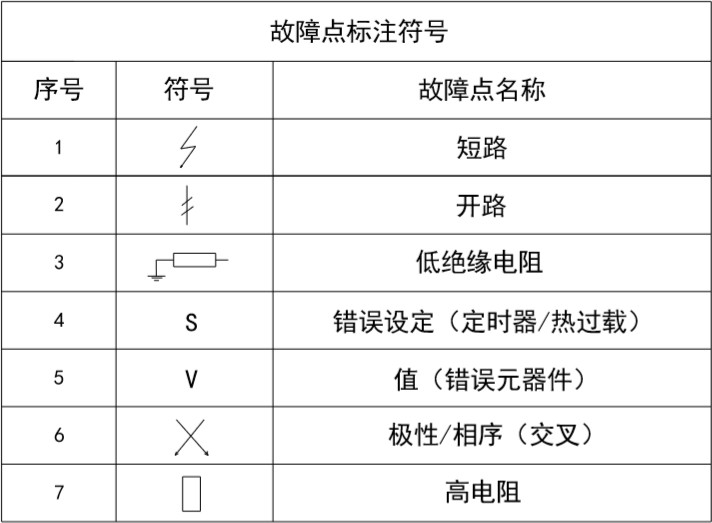 故障点标注符号
序号 符号 故障点名称
1 短路
2 开路
3 低绝缘电阻
4 S 错误设定（定时器/热过载）
5 V 值（错误元器件）
6 极性/相序（交叉）
7 高电阻